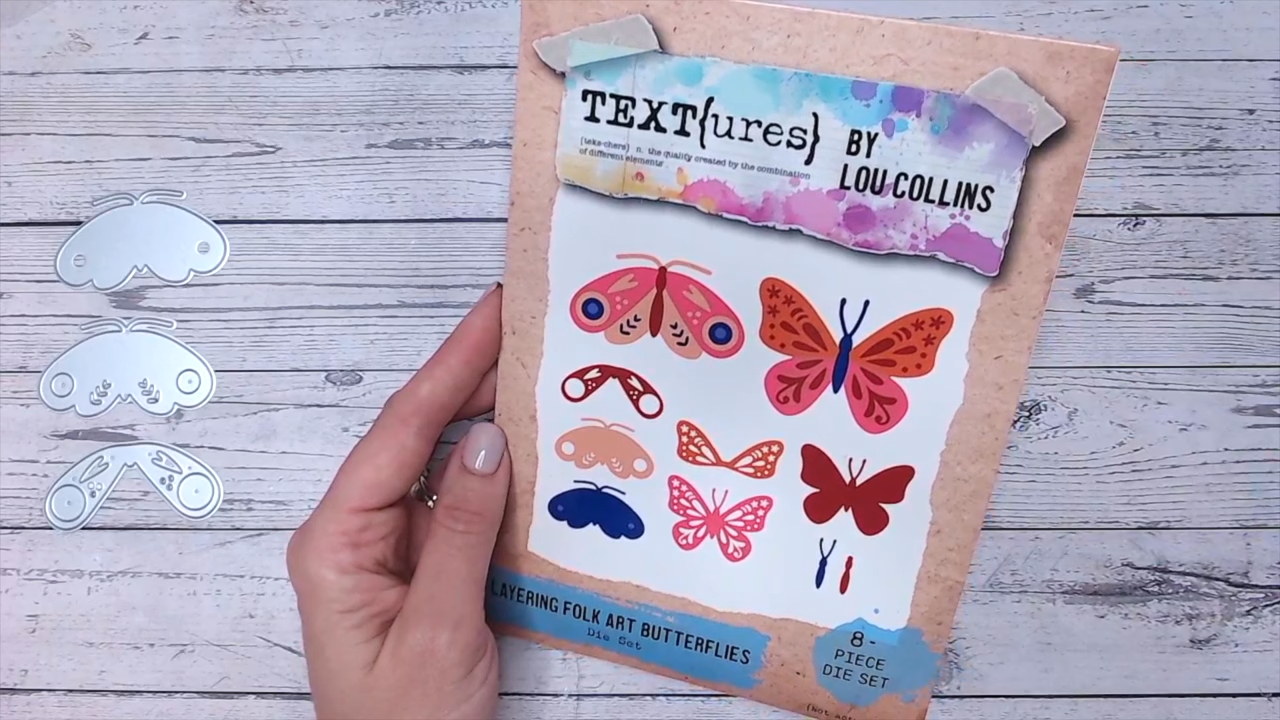 TEXT{ures}
[teks-chers] n. the quality created by the combination
of different elements
BY
LOU COLLINS
LAYERING FOLK ART BUTTERFLIES
Die Set
8-
PIECE
DIE SET
(Not